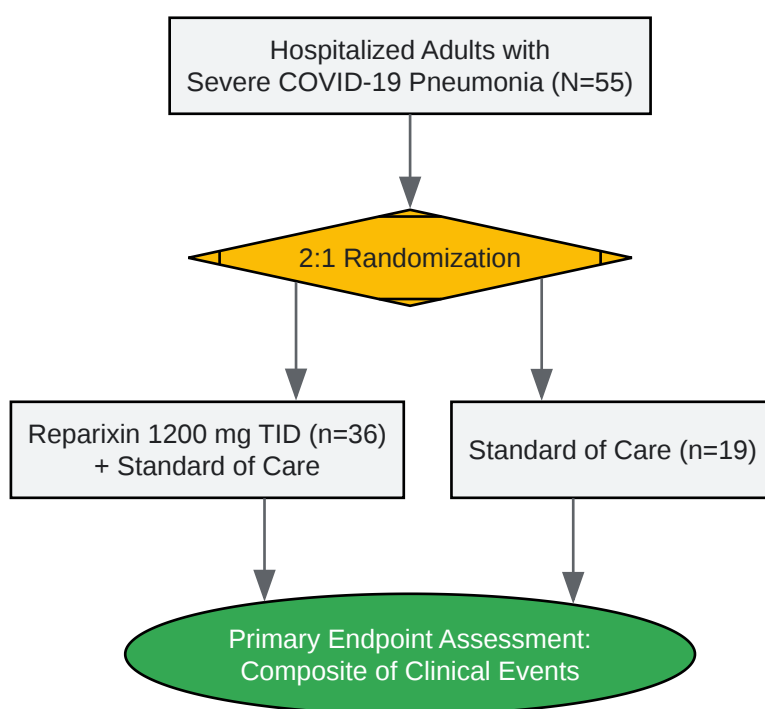 Hospitalized Adults with
Severe COVID-19 Pneumonia (N=55)
2:1 Randomization
Reparixin 1200 mg TID (n=36)
+ Standard of Care
Standard of Care (n=19)
Primary Endpoint Assessment:
Composite of Clinical Events